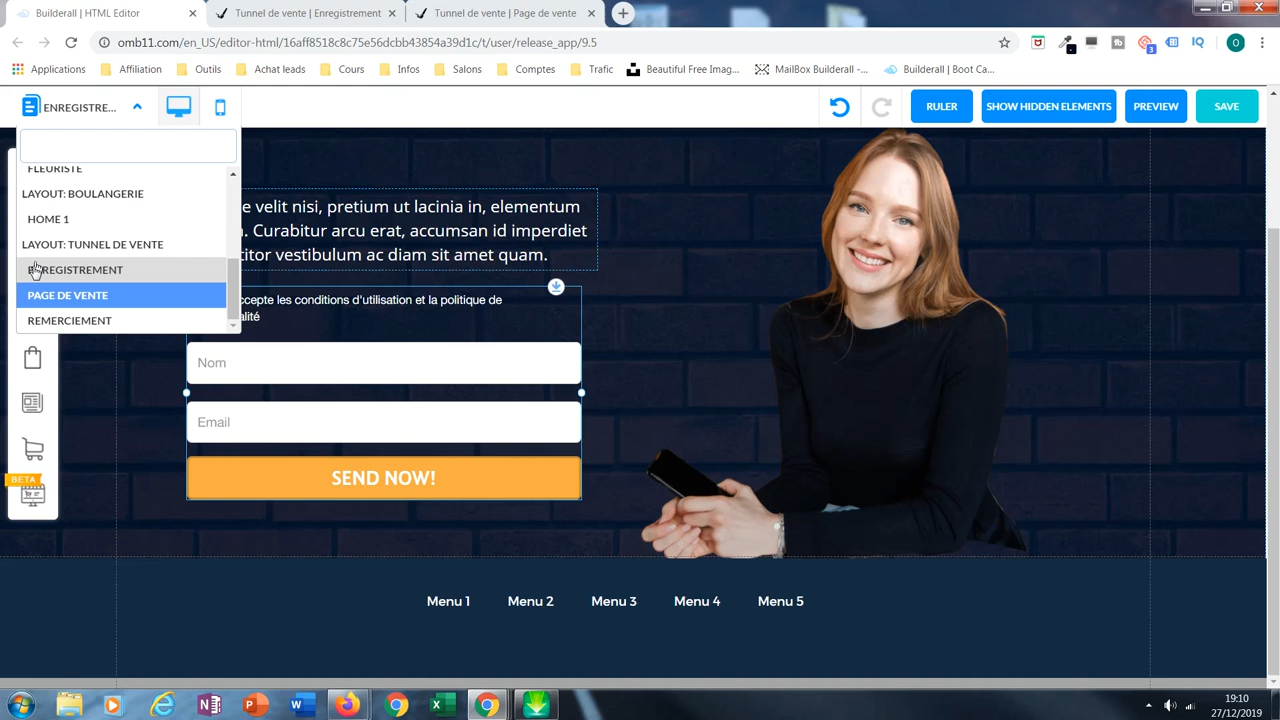 Builderall | HTML Editor
Tunnel de vente | Enregistrement
Tunnel de vente | Page de vente
omb11.com/en_US/editor-html/16aff8518c8c75256dcbb43854a39d1c/t/user/release_app/9.5
Applications
Affiliation
Outils
Achat leads
Cours
Infos
Salons
Comptes
Trafic
Beautiful Free Imag...
MailBox Builderall –...
Builderall | Boot Ca...
3
IQ
O
ENREGISTRE...
RULER
SHOW HIDDEN ELEMENTS
PREVIEW
SAVE
FLEURISTE
LAYOUT: BOULANGERIE
HOME 1
LAYOUT: TUNNEL DE VENTE
ENREGISTREMENT
PAGE DE VENTE
REMERCIEMENT
e velit nisi, pretium ut lacinia in, elementum
. Curabitur arcu erat, accumsan id imperdiet
citor vestibulum ac diam sit amet quam.
accepte les conditions d'utilisation et la politique de
alité
Nom
Email
SEND NOW!
BETA
Menu 1
Menu 2
Menu 3
Menu 4
Menu 5
19:10
27/12/2019